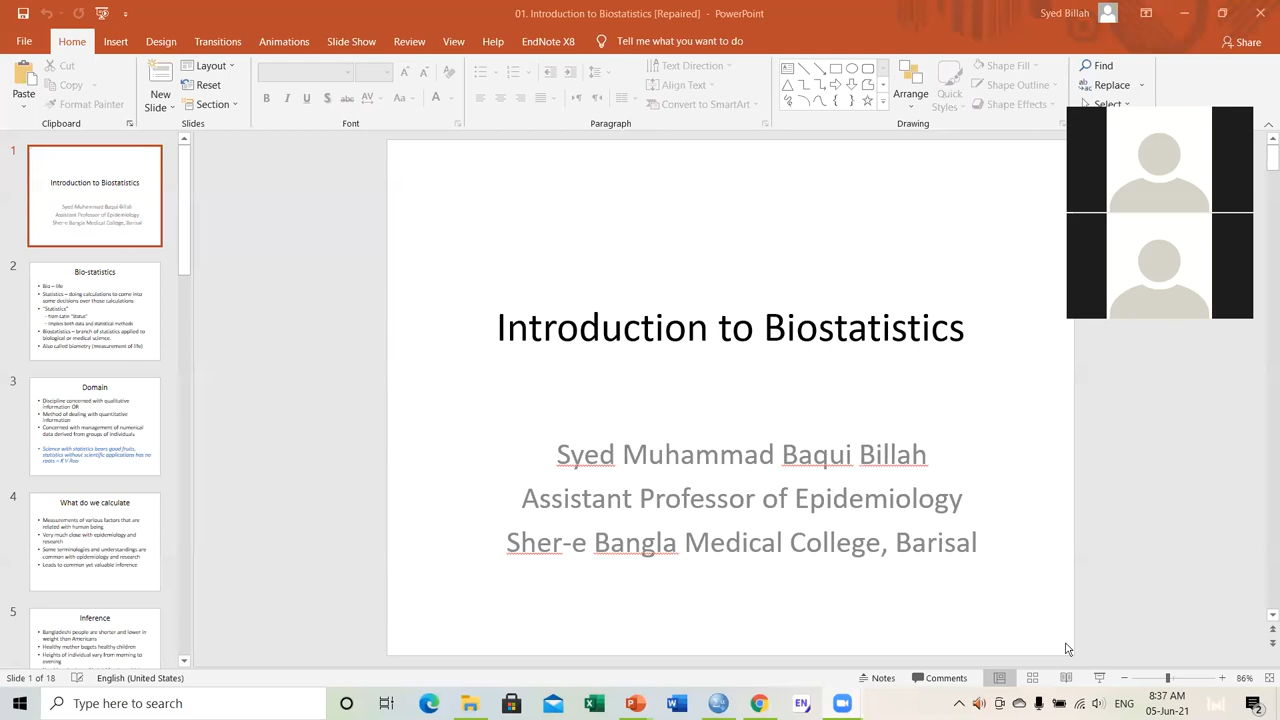 01. Introduction to Biostatistics [Repaired] - PowerPoint
Syed Billah
File Home Insert Design Transitions Animations Slide Show Review View Help EndNote X8 Tell me what you want to do Share
Paste
Cut
Copy
Format Painter
Clipboard
New Slide
Layout
Reset
Section
Slides
Font
Text Direction
Align Text
Convert to SmartArt
Paragraph
Arrange
Quick Styles
Shape Fill
Shape Outline
Shape Effects
Drawing
Find
Replace
Select
1
Introduction to Biostatistics
Syed Muhammad Baqui Billah
Assistant Professor of Epidemiology
Sher-e Bangla Medical College, Barisal
2
Bio-statistics
• Bio – life
• Statistics – doing calculations to come into
some decisions over those calculations
• "Statistics"
– from Latin "Status"
– Implies both data and statistical methods
• Biostatistics – branch of statistics applied to
biological or medical science.
• Also called biometry (measurement of life)
3
Domain
• Discipline concerned with qualitative
information OR
• Method of dealing with quantitative
information
• Concerned with management of numerical
data derived from groups of individuals
• Science with statistics bears good fruits,
statistics without scientific applications has no
roots –
4
What do we calculate
• Measurements of various factors that are
related with human being
• Very much close with epidemiology and
research
• Some terminologies and understandings are
common with epidemiology and research
• Leads to common yet valuable inference
5
Inference
• Bangladeshi people are shorter and lower in
weight than Americans
• Healthy mother begets healthy children
• Heights of individual vary from morning to
evening
Introduction to Biostatistics
Syed Muhammad Baqui Billah
Assistant Professor of Epidemiology
Sher-e Bangla Medical College, Barisal
Slide 1 of 18 English (United States) Notes Comments 86%
Type here to search
EN
8:37 AM
05-Jun-21
2